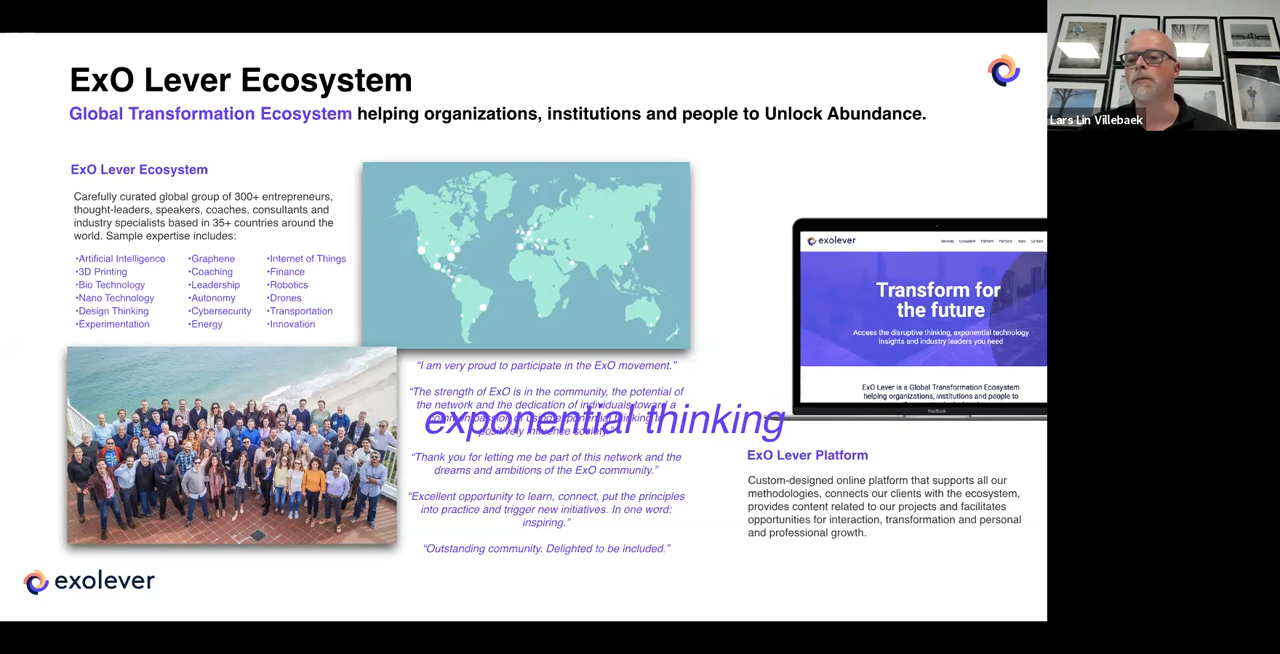 ExO Lever Ecosystem
Global Transformation Ecosystem helping organizations, institutions and people to Unlock Abundance.
Lars Lin Villebaek
ExO Lever Ecosystem
Carefully curated global group of 300+ entrepreneurs,
thought-leaders, speakers, coaches, consultants and
industry specialists based in 35+ countries around the
world. Sample expertise includes:
•Artificial Intelligence
•3D Printing
•Bio Technology
•Nano Technology
•Design Thinking
•Experimentation
•Graphene
•Coaching
•Leadership
•Autonomy
•Cybersecurity
•Energy
•Internet of Things
•Finance
•Robotics
•Drones
•Transportation
•Innovation
“I am very proud to participate in the ExO movement.”
“The strength of ExO is in the community, the potential of
the network and the dedication of individuals toward a
exponential thinking
positively influence society.”
“Thank you for letting me be part of this network and the
dreams and ambitions of the ExO community.”
“Excellent opportunity to learn, connect, put the principles
into practice and trigger new initiatives. In one word:
inspiring.”
“Outstanding community. Delighted to be included.”
exolever
Transform for
the future
Access the disruptive thinking, exponential technology
insights and industry leaders you need
ExO Lever is a Global Transformation Ecosystem
helping organizations, institutions and people to
MacBook
ExO Lever Platform
Custom-designed online platform that supports all our
methodologies, connects our clients with the ecosystem,
provides content related to our projects and facilitates
opportunities for interaction, transformation and personal
and professional growth.
exolever